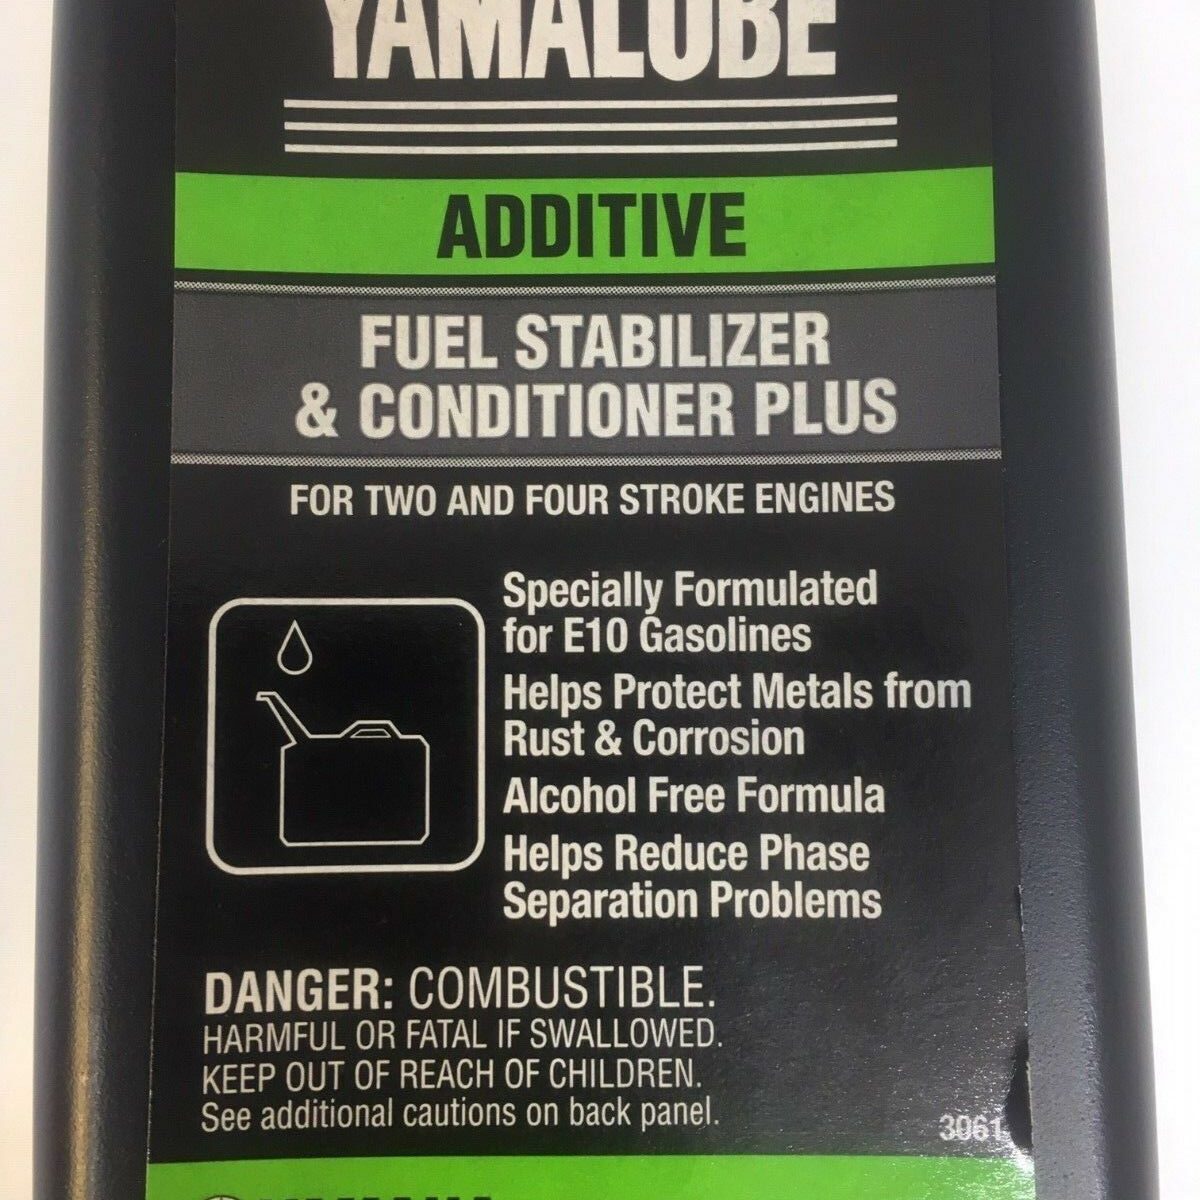 YAMALUBE
ADDITIVE
FUEL STABILIZER
& CONDITIONER PLUS
FOR TWO AND FOUR STROKE ENGINES
Specially Formulated
for E10 Gasolines
Helps Protect Metals from
Rust & Corrosion
Alcohol Free Formula
Helps Reduce Phase
Separation Problems
DANGER: COMBUSTIBLE.
HARMFUL OR FATAL IF SWALLOWED.
KEEP OUT OF REACH OF CHILDREN.
See additional cautions on back panel.
3061